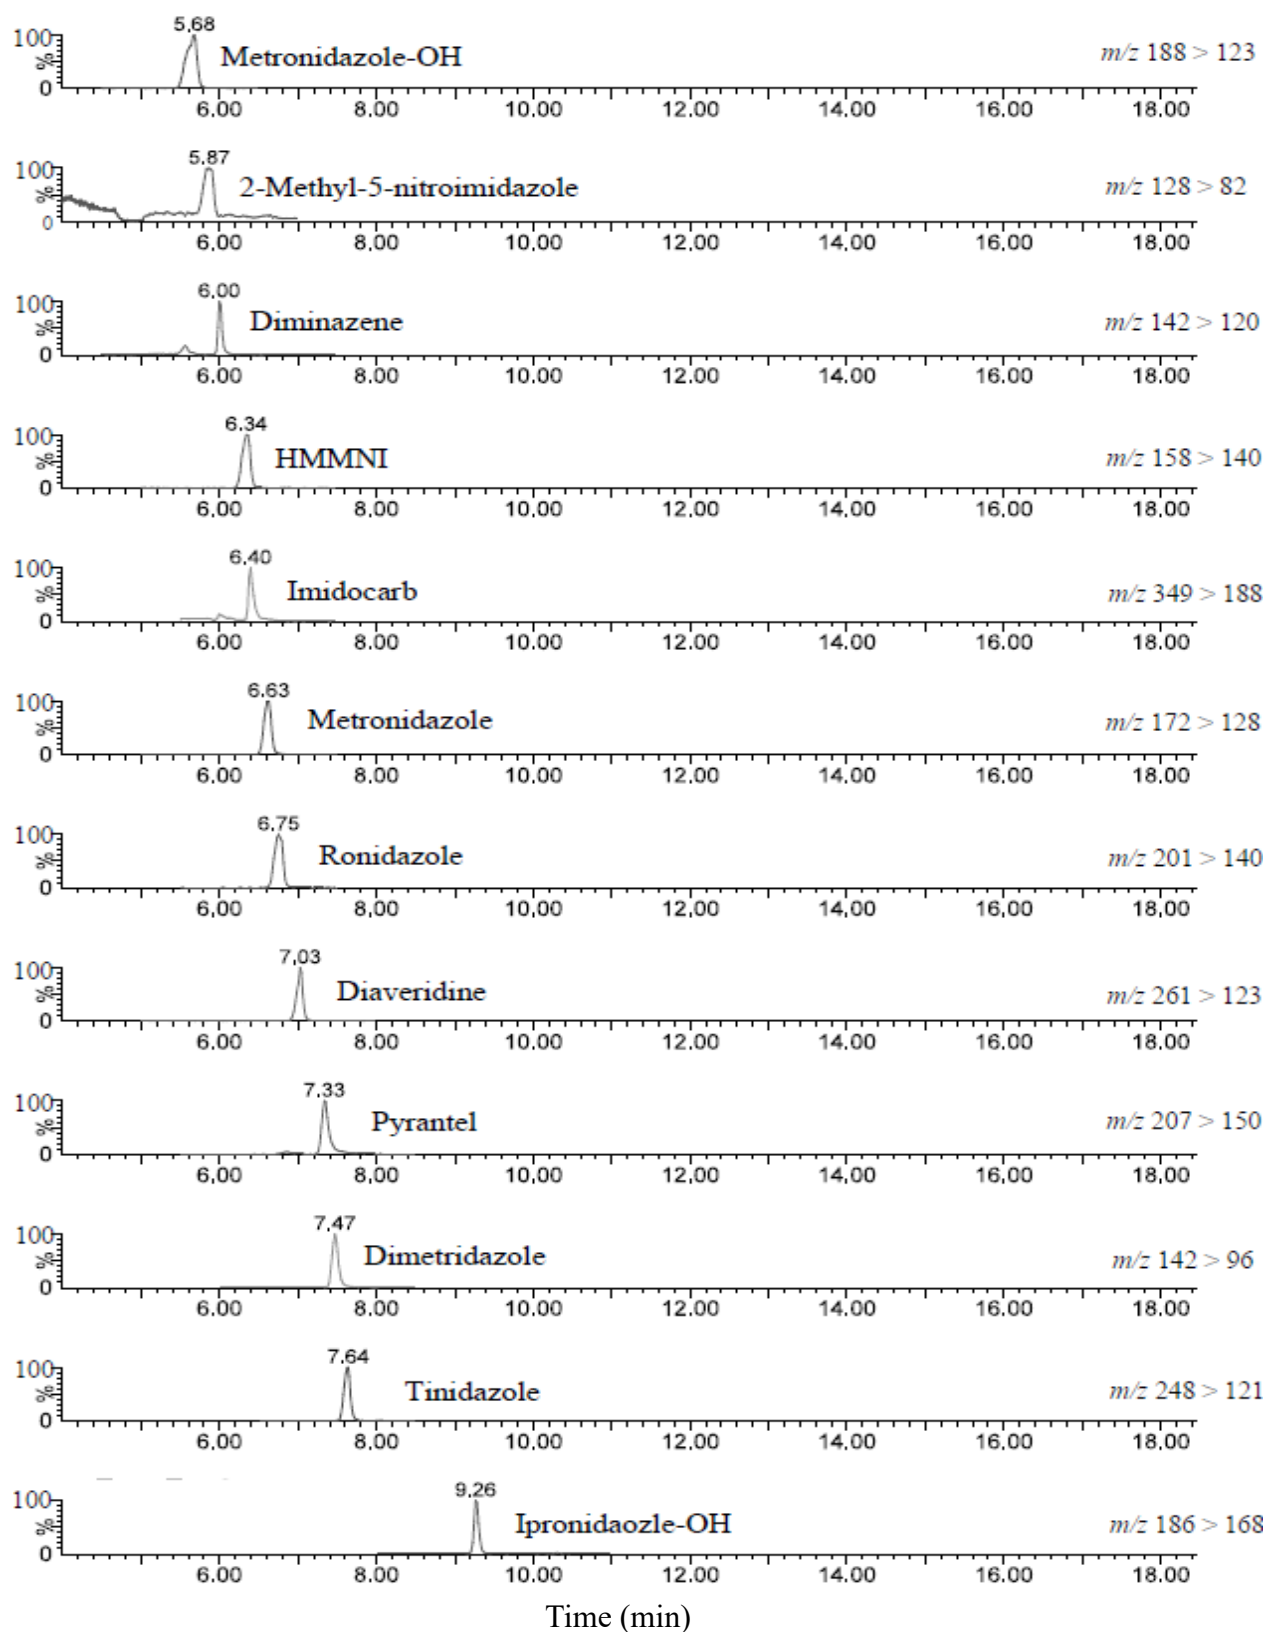 5.68
100 Metronidazole-OH m/z 188 > 123
%
0
6.00 8.00 10.00 12.00 14.00 16.00 18.00
5.87
100 2-Methyl-5-nitroimidazole m/z 128 > 82
%
0
6.00 8.00 10.00 12.00 14.00 16.00 18.00
6.00
100 Diminazene m/z 142 > 120
%
0
6.00 8.00 10.00 12.00 14.00 16.00 18.00
6.34
100 HMMNI m/z 158 > 140
%
0
6.00 8.00 10.00 12.00 14.00 16.00 18.00
6.40
100 Imidocarb m/z 349 > 188
%
0
6.00 8.00 10.00 12.00 14.00 16.00 18.00
6.63
100 Metronidazole m/z 172 > 128
%
0
6.00 8.00 10.00 12.00 14.00 16.00 18.00
6.75
100 Ronidazole m/z 201 > 140
%
0
6.00 8.00 10.00 12.00 14.00 16.00 18.00
7.03
100 Diaveridine m/z 261 > 123
%
0
6.00 8.00 10.00 12.00 14.00 16.00 18.00
7.33
100 Pyrantel m/z 207 > 150
%
0
6.00 8.00 10.00 12.00 14.00 16.00 18.00
7.47
100 Dimetridazole m/z 142 > 96
%
0
6.00 8.00 10.00 12.00 14.00 16.00 18.00
7.64
100 Tinidazole m/z 248 > 121
%
0
6.00 8.00 10.00 12.00 14.00 16.00 18.00
9.26
100 Ipronidaozle-OH m/z 186 > 168
%
0
6.00 8.00 10.00 12.00 14.00 16.00 18.00
Time (min)